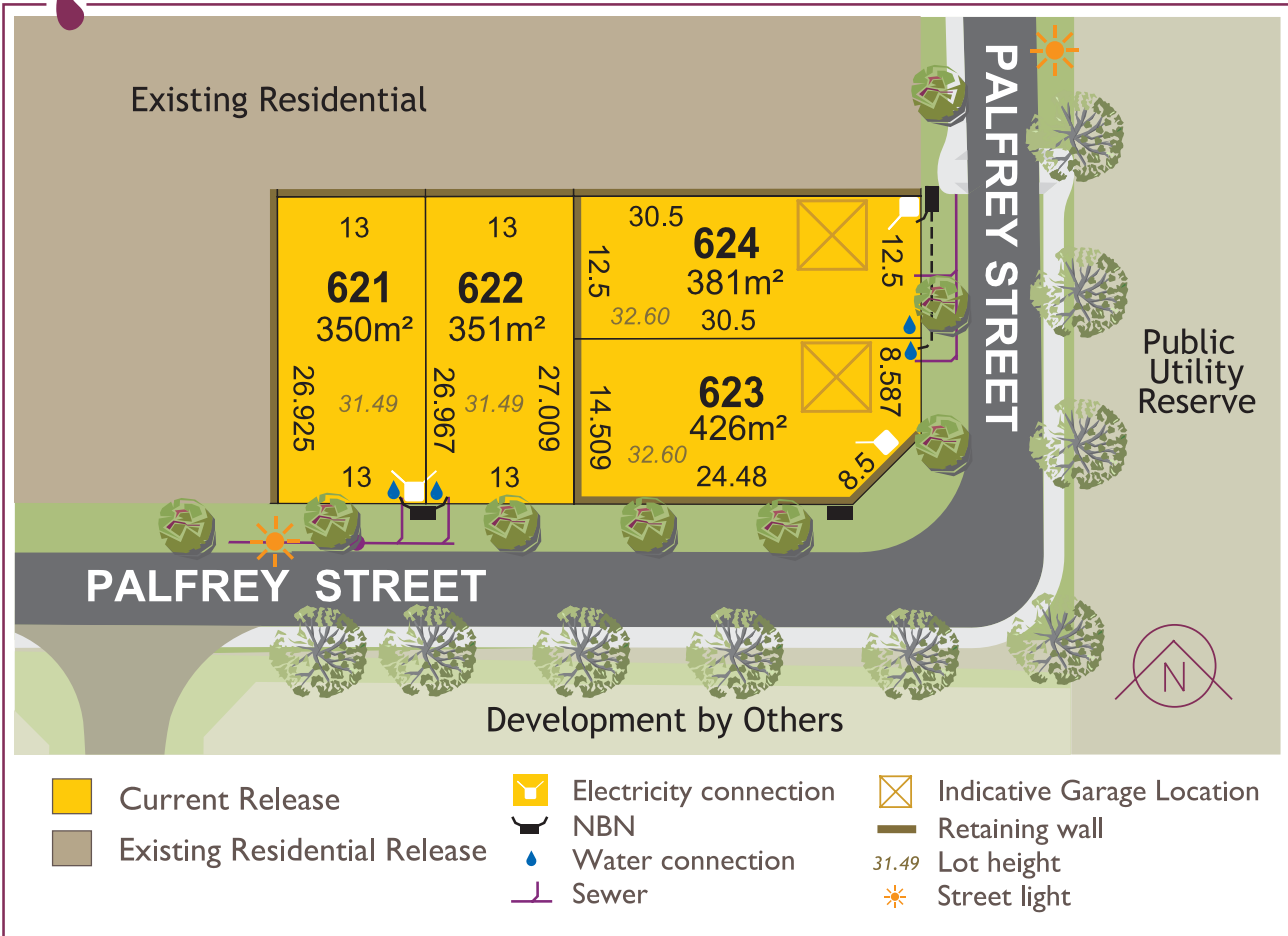 Existing Residential
PALFREY STREET
13
621
350m²
26.925
31.49
13
13
622
351m²
26.967
31.49
27.009
13
30.5
624
381m²
12.5
12.5
32.60
30.5
623
426m²
14.509
8.587
32.60
24.48
8.5
Public
Utility
Reserve
PALFREY STREET
N
Development by Others
Current Release
Existing Residential Release
Electricity connection
NBN
Water connection
Sewer
Indicative Garage Location
Retaining wall
31.49 Lot height
Street light